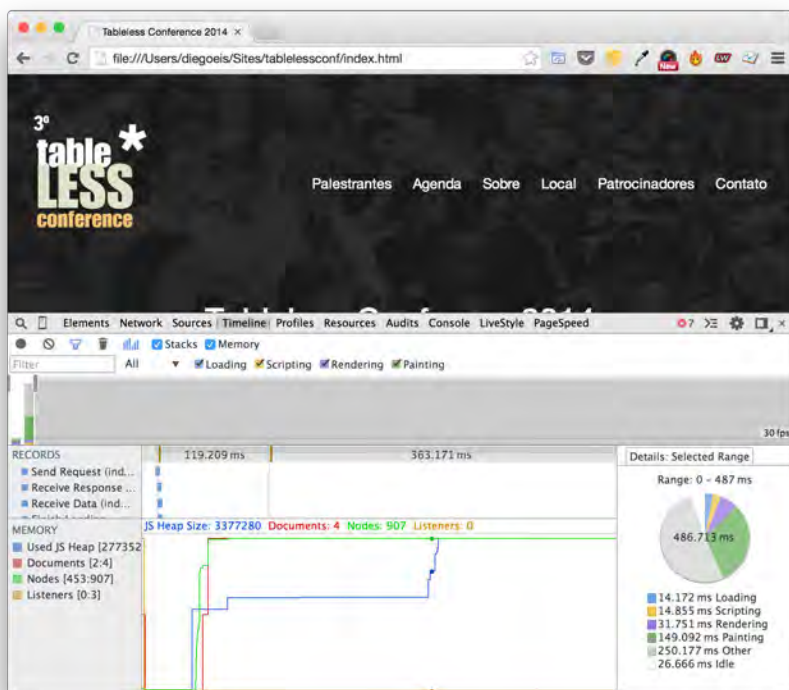 Tableless Conference 2014
file:///Users/diegoeis/Sites/tablelessconf/index.html
New
3º
table
LESS
conference
Palestrantes Agenda Sobre Local Patrocinadores Contato
Tableless Conference 2014
Elements Network Sources Timeline Profiles Resources Audits Console LiveStyle PageSpeed 7
Stacks Memory
Filter All Loading Scripting Rendering Painting
30 fps
RECORDS 119.209 ms 363.171 ms
Details: Selected Range
Send Request (ind...
Receive Response ...
Receive Data (ind...
Range: 0 – 487 ms
486.713 ms
MEMORY
JS Heap Size: 3377280 Documents: 4 Nodes: 907 Listeners: 0
Used JS Heap [277352
Documents [2:4]
Nodes [453:907]
Listeners [0:3]
14.172 ms Loading
14.855 ms Scripting
31.751 ms Rendering
149.092 ms Painting
250.177 ms Other
26.666 ms Idle